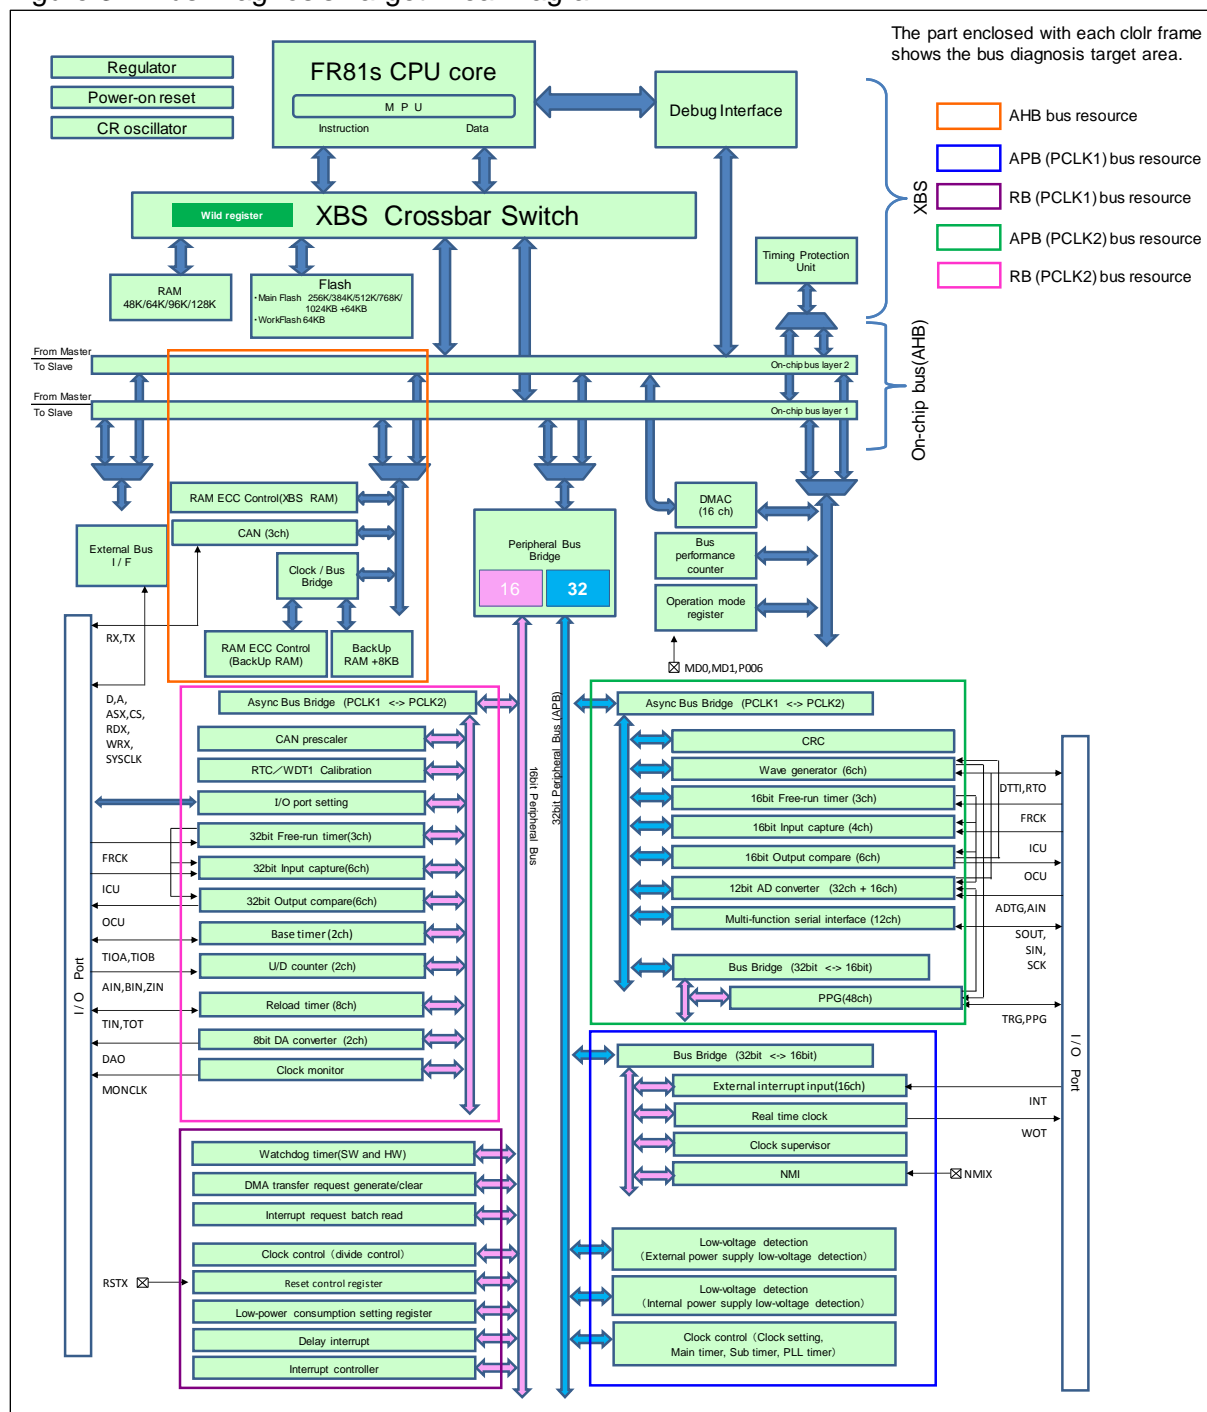 The part enclosed with each clolr frame
shows the bus diagnosis target area.
Regulator
Power-on reset
CR oscillator
FR81s CPU core
M P U
Instruction
Data
Debug Interface
AHB bus resource
APB (PCLK1) bus resource
RB (PCLK1) bus resource
APB (PCLK2) bus resource
RB (PCLK2) bus resource
XBS
Wild register
XBS Crossbar Switch
Timing Protection
Unit
RAM
48K/64K/96K/128K
Flash
・Main Flash 256K/384K/512K/768K/
1024KB +64KB
・WorkFlash 64KB
On-chip bus(AHB)
From Master
To Slave
On-chip bus layer 2
From Master
To Slave
On-chip bus layer 1
RAM ECC Control(XBS RAM)
CAN (3ch)
External Bus
I / F
Clock / Bus
Bridge
RAM ECC Control
(BackUp RAM)
BackUp
RAM +8KB
Peripheral Bus
Bridge
16
32
DMAC
(16 ch)
Bus
performance
counter
Operation mode
register
MD0,MD1,P006
RX,TX
D,A,
ASX,CS,
RDX,
WRX,
SYSCLK
I / O Port
Async Bus Bridge (PCLK1 <-> PCLK2)
CAN prescaler
RTC／WDT1 Calibration
I/O port setting
32bit Free-run timer(3ch)
FRCK
32bit Input capture(6ch)
ICU
32bit Output compare(6ch)
OCU
Base timer (2ch)
TIOA,TIOB
U/D counter (2ch)
AIN,BIN,ZIN
Reload timer (8ch)
TIN,TOT
8bit DA converter (2ch)
DAO
Clock monitor
MONCLK
16bit Peripheral Bus
32bit Peripheral Bus (APB)
Async Bus Bridge (PCLK1 <-> PCLK2)
CRC
Wave generator (6ch)
DTTI,RTO
16bit Free-run timer (3ch)
FRCK
16bit Input capture (4ch)
ICU
16bit Output compare (6ch)
OCU
12bit AD converter (32ch + 16ch)
ADTG,AIN
Multi-function serial interface (12ch)
SOUT,
SIN,
SCK
Bus Bridge (32bit <-> 16bit)
PPG(48ch)
TRG,PPG
I / O Port
Bus Bridge (32bit <-> 16bit)
External interrupt input(16ch)
INT
Real time clock
WOT
Clock supervisor
NMI
NMIX
Low-voltage detection
（External power supply low-voltage detection）
Low-voltage detection
（Internal power supply low-voltage detection）
Clock control（Clock setting,
Main timer, Sub timer, PLL timer）
Watchdog timer(SW and HW)
DMA transfer request generate/clear
Interrupt request batch read
Clock control（divide control）
RSTX
Reset control register
Low-power consumption setting register
Delay interrupt
Interrupt controller